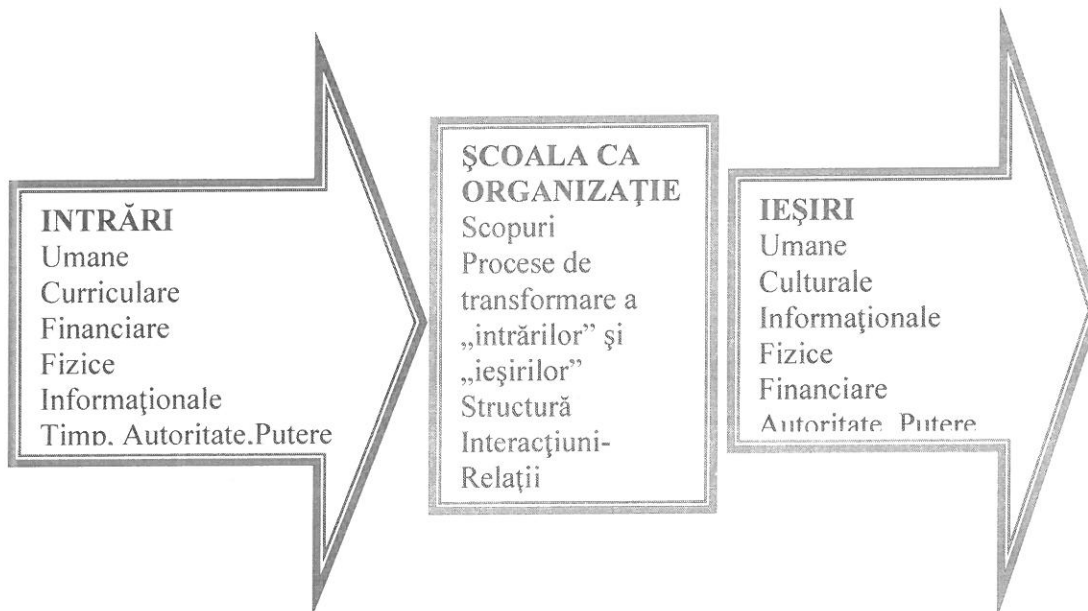 INTRĂRI
Umane
Curriculare
Financiare
Fizice
Informaţionale
Timp. Autoritate.Putere
ŞCOALA CA
ORGANIZAŢIE
Scopuri
Procese de
transformare a
„intrărilor” şi
„ieşirilor”
Structură
Interacţiuni-
Relaţii
IEŞIRI
Umane
Culturale
Informaţionale
Fizice
Financiare
Autoritate Putere